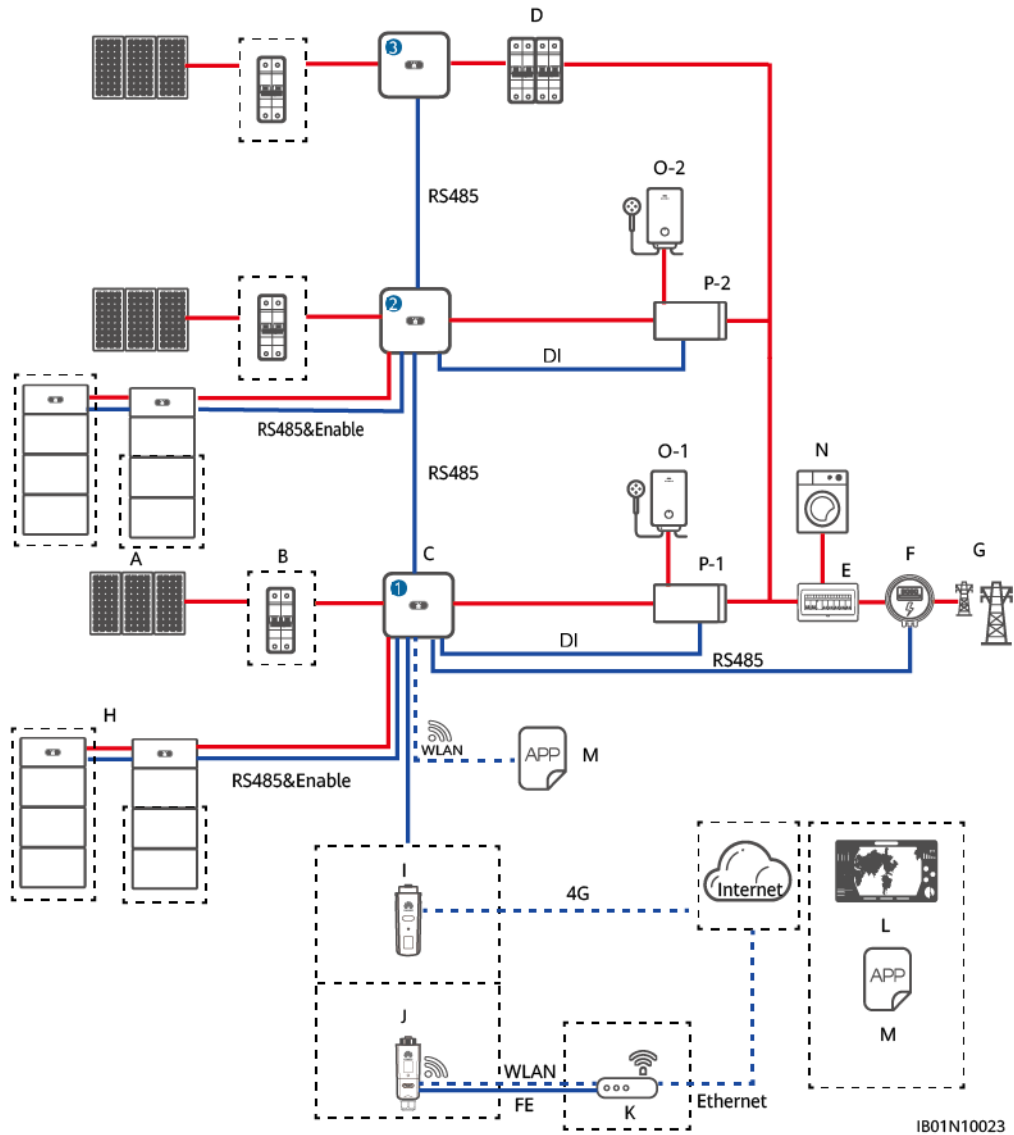 D
3
RS485
O-2
P-2
2
DI
RS485&Enable
RS485
O-1
N
A
B
C
P-1
E
F
G
1
DI
RS485
H
WLAN
APP
M
RS485&Enable
I
4G
Internet
L
APP
M
J
WLAN
FE
K
Ethernet
IB01N10023